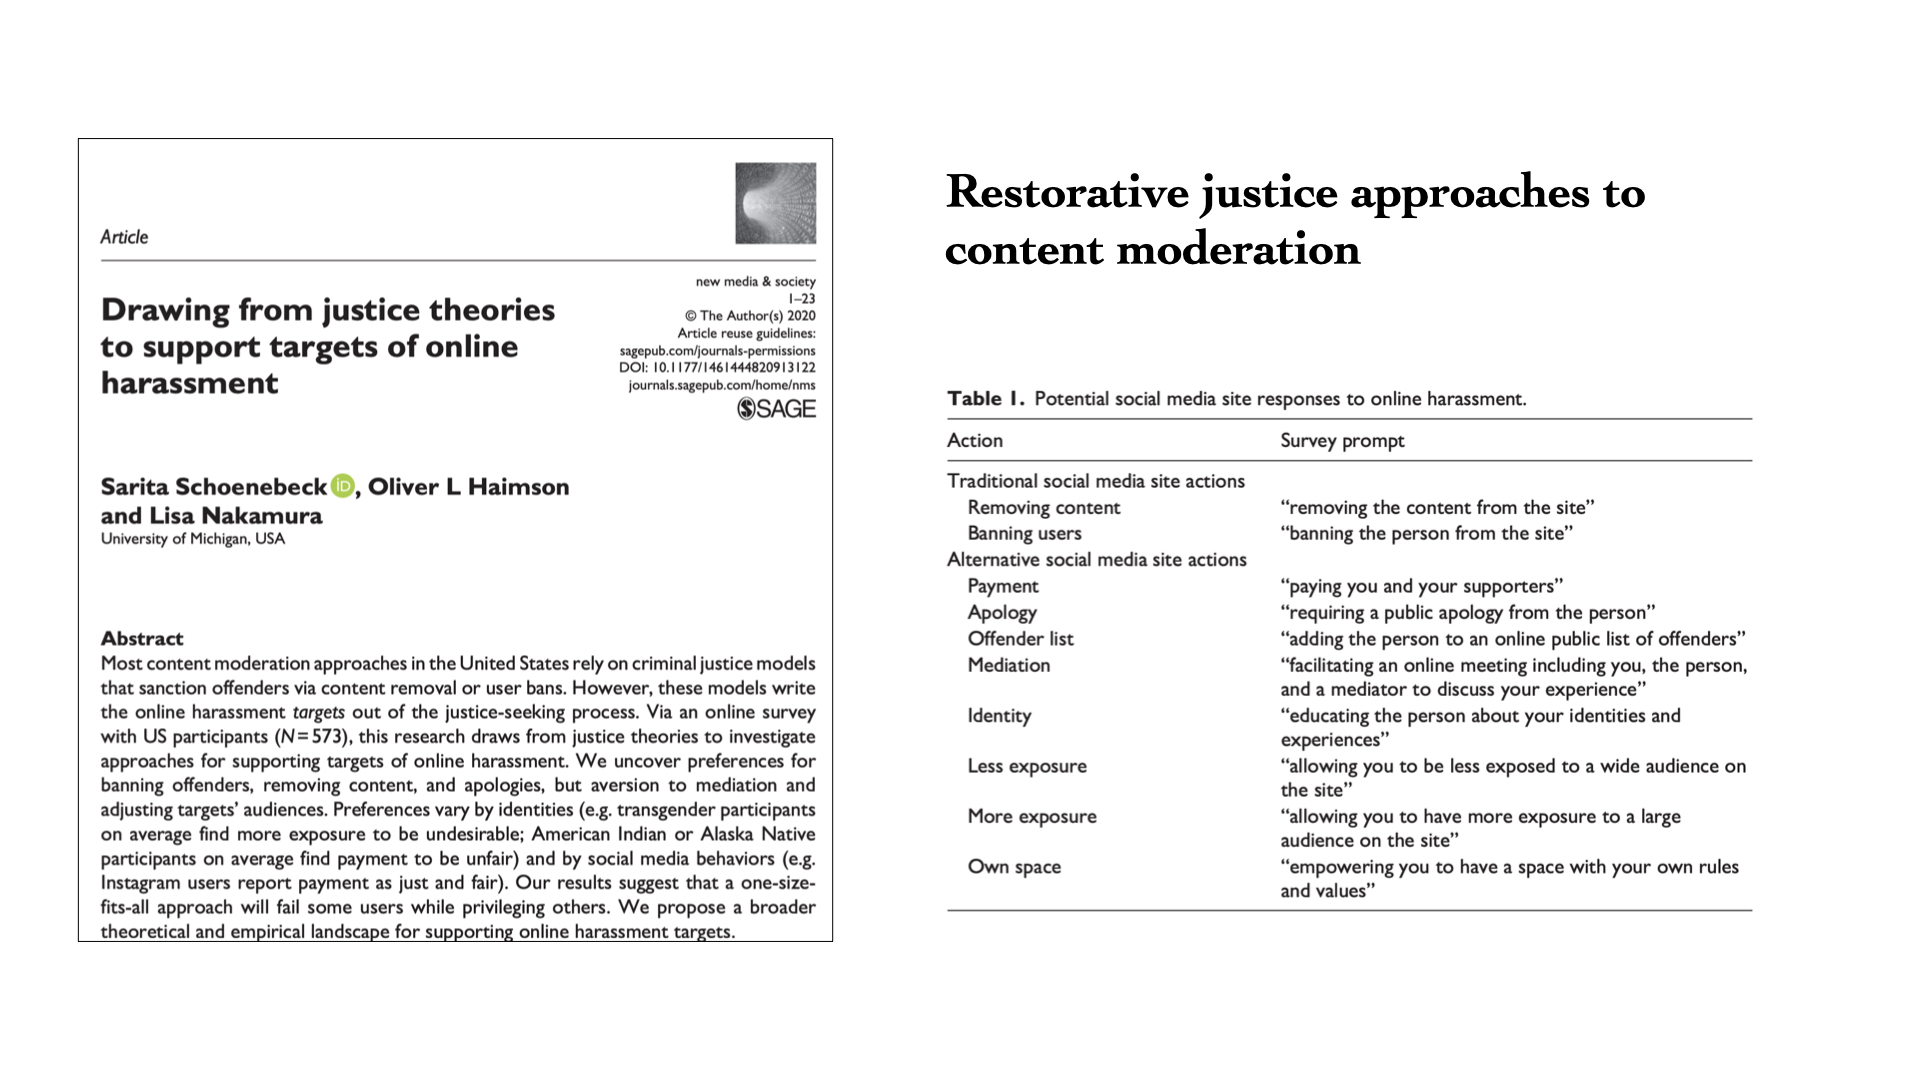 Article
new media & society
1–23
© The Author(s) 2020
Article reuse guidelines:
sagepub.com/journals-permissions
DOI: 10.1177/1461444820913122
journals.sagepub.com/home/nms
SAGE
Drawing from justice theories
to support targets of online
harassment
Sarita Schoenebeck iD, Oliver L Haimson
and Lisa Nakamura
University of Michigan, USA
Abstract
Most content moderation approaches in the United States rely on criminal justice models
that sanction offenders via content removal or user bans. However, these models write
the online harassment targets out of the justice-seeking process. Via an online survey
with US participants (N = 573), this research draws from justice theories to investigate
approaches for supporting targets of online harassment. We uncover preferences for
banning offenders, removing content, and apologies, but aversion to mediation and
adjusting targets’ audiences. Preferences vary by identities (e.g. transgender participants
on average find more exposure to be undesirable; American Indian or Alaska Native
participants on average find payment to be unfair) and by social media behaviors (e.g.
Instagram users report payment as just and fair). Our results suggest that a one-size-
fits-all approach will fail some users while privileging others. We propose a broader
theoretical and empirical landscape for supporting online harassment targets.
Restorative justice approaches to
content moderation
Table 1. Potential social media site responses to online harassment.
Action Survey prompt
Traditional social media site actions
Removing content “removing the content from the site”
Banning users “banning the person from the site”
Alternative social media site actions
Payment “paying you and your supporters”
Apology “requiring a public apology from the person”
Offender list “adding the person to an online public list of offenders”
Mediation “facilitating an online meeting including you, the person,
and a mediator to discuss your experience”
Identity “educating the person about your identities and
experiences”
Less exposure “allowing you to be less exposed to a wide audience on
the site”
More exposure “allowing you to have more exposure to a large
audience on the site”
Own space “empowering you to have a space with your own rules
and values”